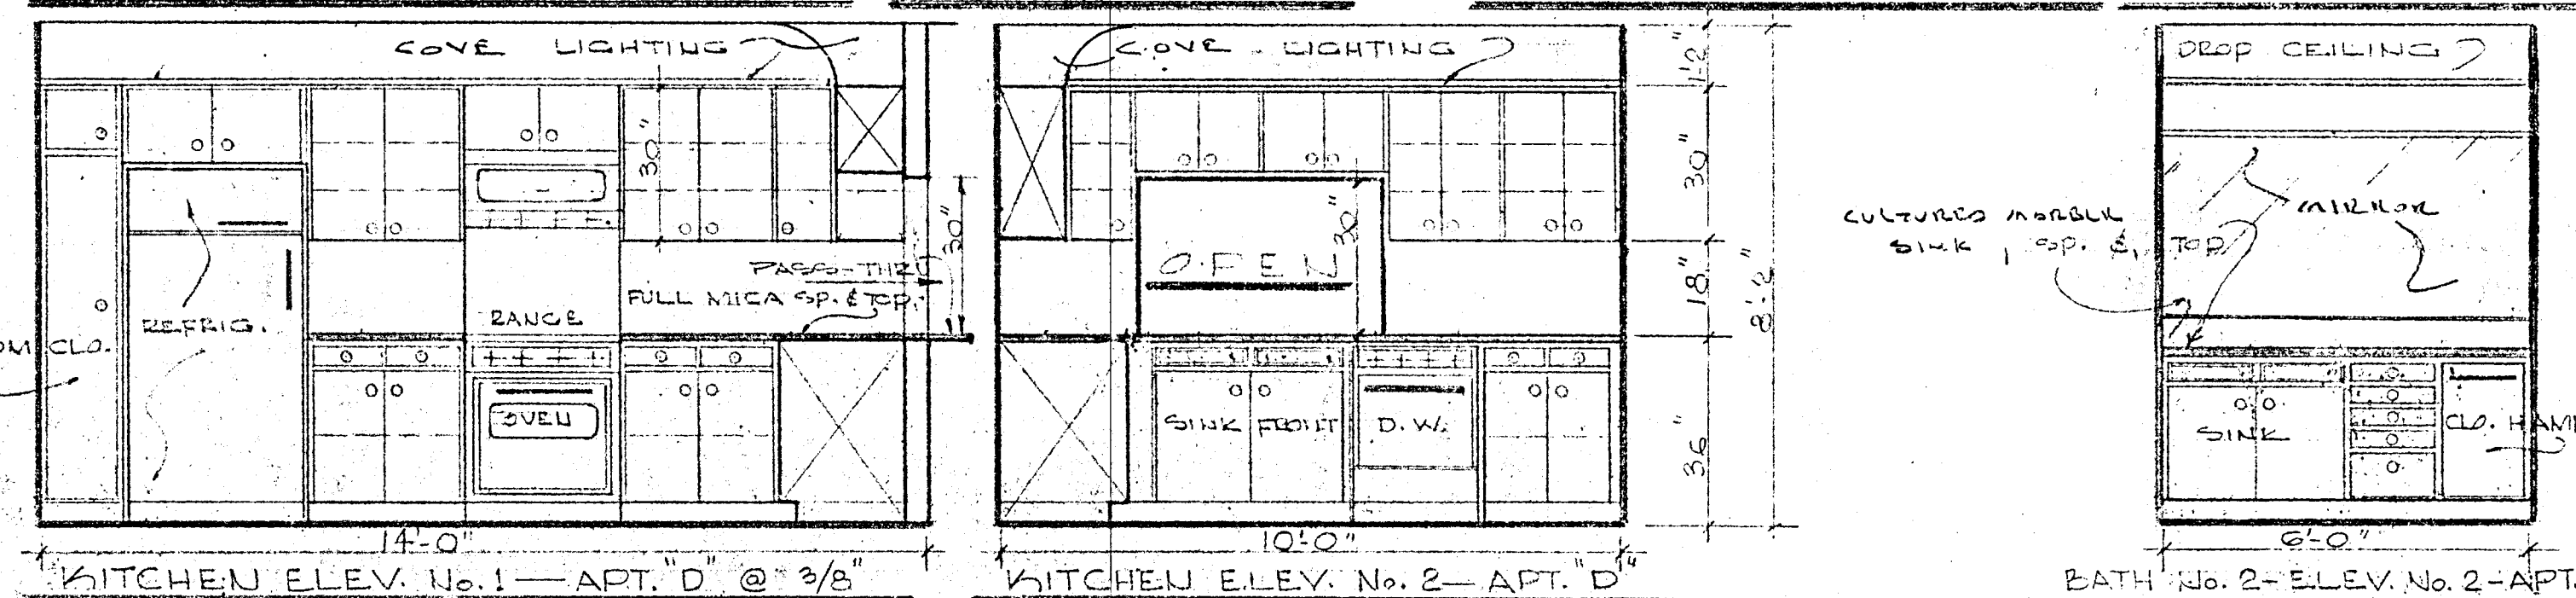 COVE LIGHTING
30"
REFRIG.
RANGE
PASS-THRU
FULL MICA SP. & TOP.
30"
CLO.
OVEN
14'-0"
KITCHEN ELEV. No. 1 — APT. "D" @ 3/8"
COVE LIGHTING
30"
OPEN
SINK FRONT
D.W.
1'-2"
30"
18"
36"
8'-2"
10'-0"
KITCHEN ELEV. No. 2 — APT. "D"
DROP CEILING
MIRROR
CULTURED MARBLE
SINK, SP. & TOP
SINK
CLO. HAM
6'-0"
BATH No. 2 - ELEV. No. 2 - APT.